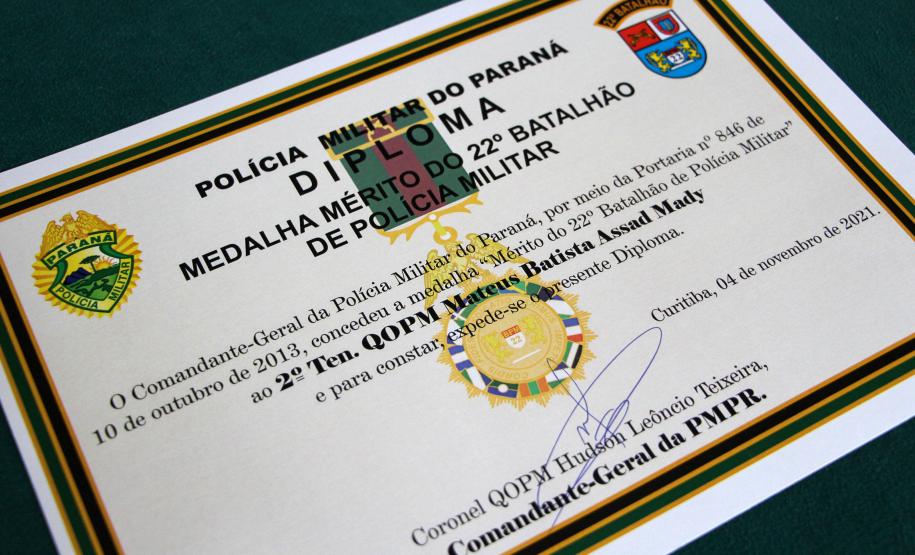 22º BATALHÃO
22
POLÍCIA MILITAR DO PARANÁ
DIPLOMA
MEDALHA MÉRITO DO 22º BATALHÃO
DE POLÍCIA MILITAR
PARANÁ
POLÍCIA MILITAR
O Comandante-Geral da Polícia Militar do Paraná, por meio da Portaria nº 846 de
10 de outubro de 2013, concedeu a medalha “Mérito do 22º Batalhão de Polícia Militar”
ao 2º Ten. QOPM Mateus Batista Assad Mady
e para constar, expede-se o presente Diploma.
BPM
22
Curitiba, 04 de novembro de 2021.
Coronel QOPM Hudson Leôncio Teixeira,
Comandante-Geral da PMPR.